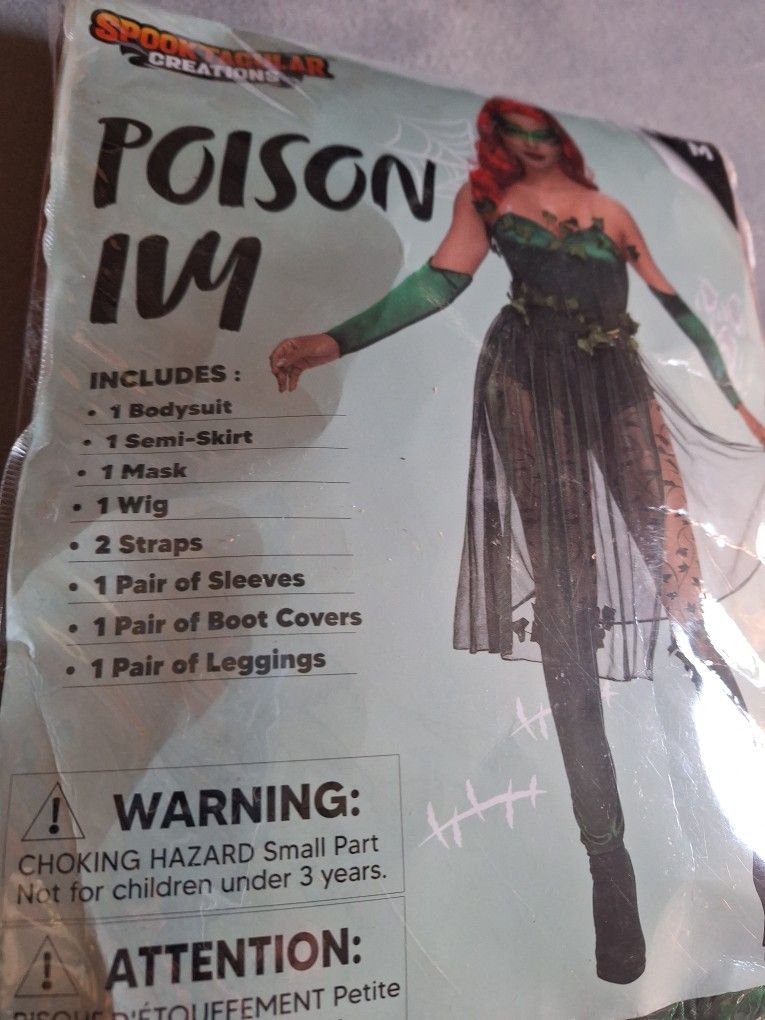 SPOOKTACULAR
CREATIONS
M
POISON
IVY
INCLUDES :
• 1 Bodysuit
• 1 Semi-Skirt
• 1 Mask
• 1 Wig
• 2 Straps
• 1 Pair of Sleeves
• 1 Pair of Boot Covers
• 1 Pair of Leggings
WARNING:
CHOKING HAZARD Small Part
Not for children under 3 years.
ATTENTION:
RISQUE D'ÉTOUFFEMENT Petite